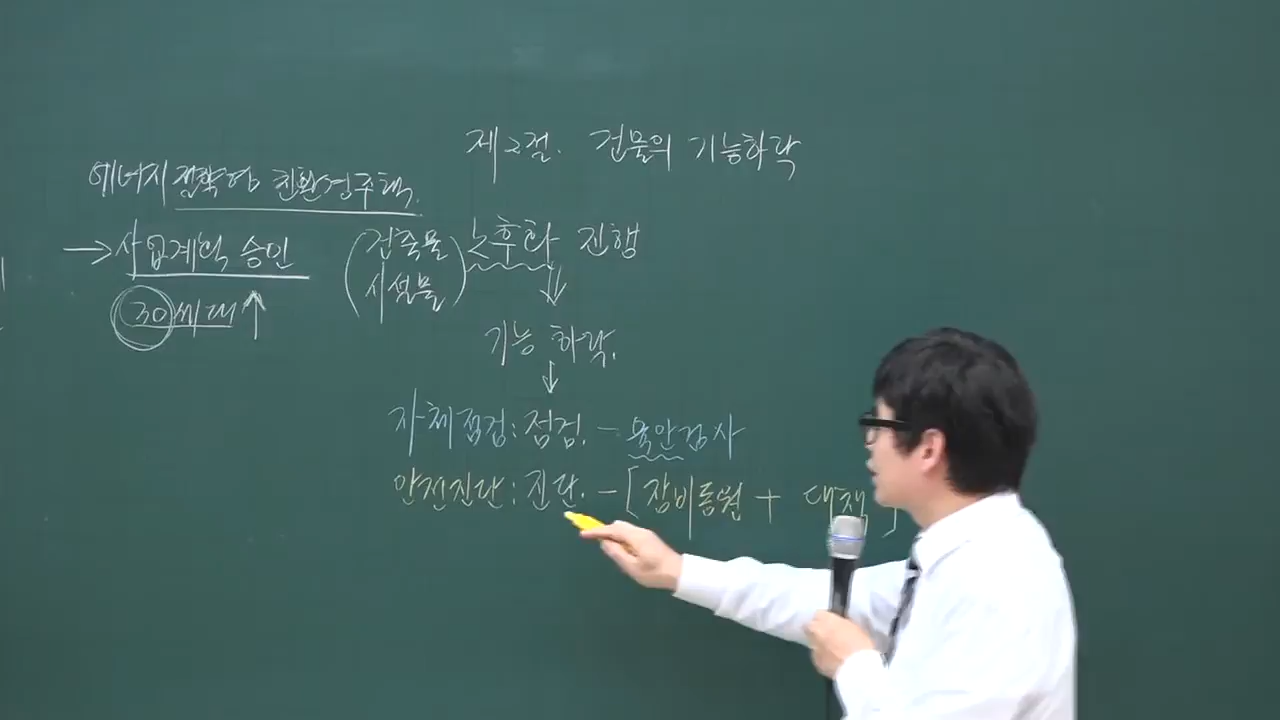 제2절. 건물의 기능하락
에너지 절약형 친환경주택.
→ 사업계획 승인
30세대 ↑
(건축물 시설물) 노후화 진행
⇓
기능 하락.
↓
자체점검 : 점검. - 육안검사
안전진단 : 진단. - [장비동원 + 대책]